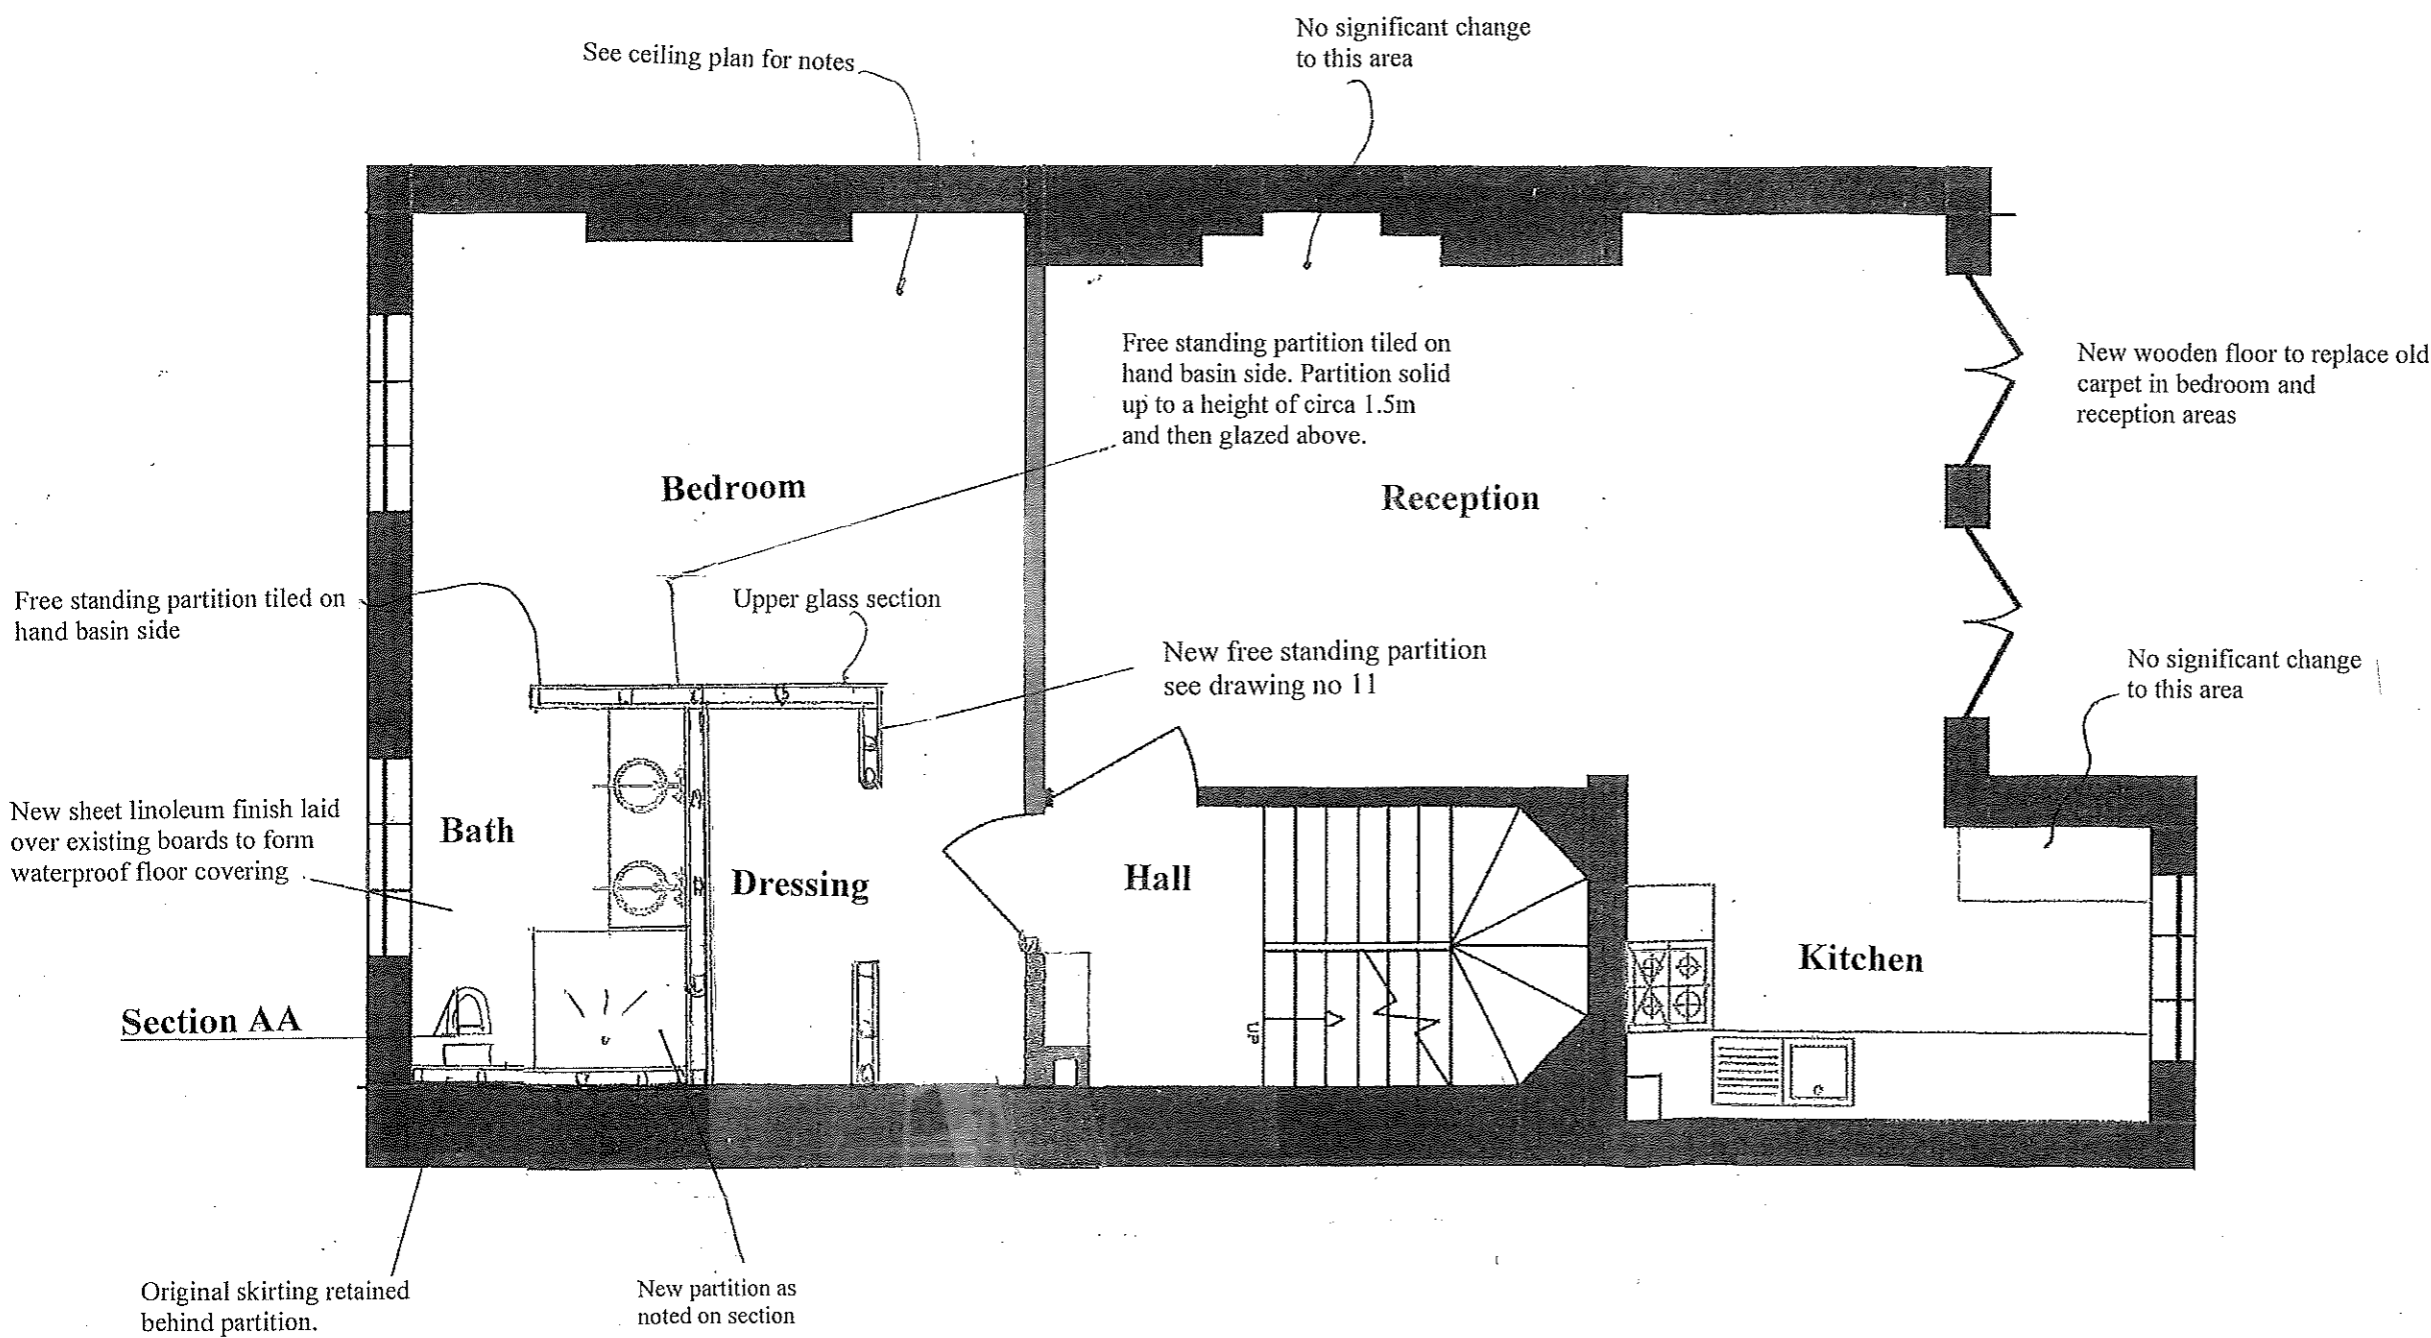 See ceiling plan for notes
No significant change
to this area
Free standing partition tiled on
hand basin side. Partition solid
up to a height of circa 1.5m
and then glazed above.
New wooden floor to replace old
carpet in bedroom and
reception areas
Bedroom
Reception
Free standing partition tiled on
hand basin side
Upper glass section
New free standing partition
see drawing no 11
No significant change
to this area
New sheet linoleum finish laid
over existing boards to form
waterproof floor covering
Bath
Dressing
Hall
Kitchen
Section AA
UP
Original skirting retained
behind partition.
New partition as
noted on section